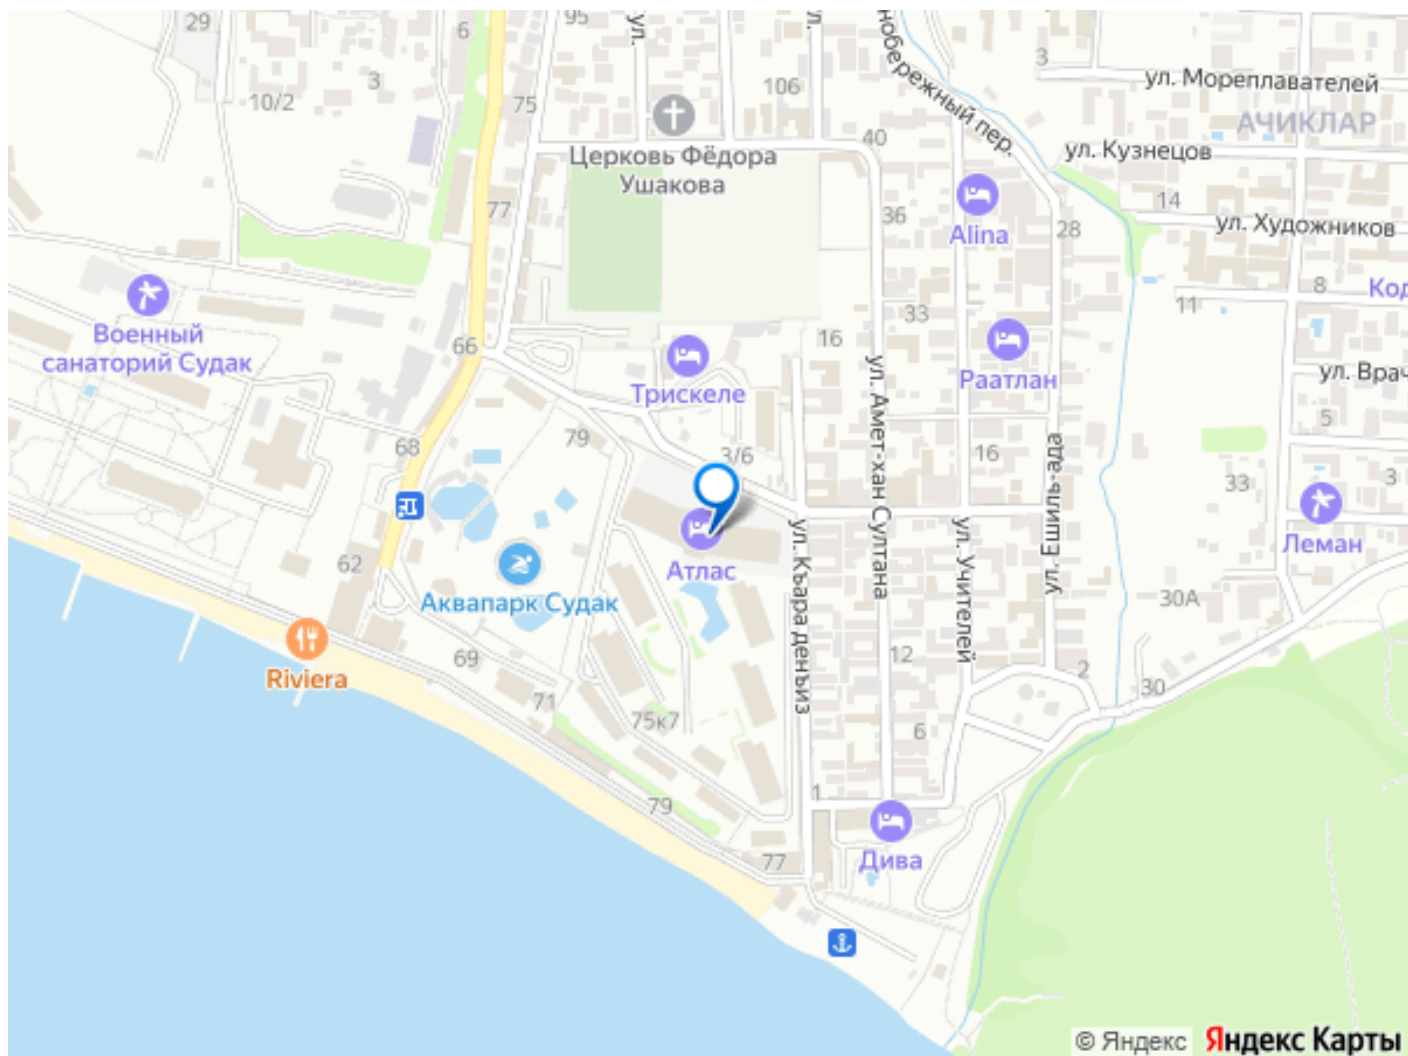 29
6
95
ул.
ул.
нобережный пер.
3
3
10/2
75
106
ул. Мореплавателей
АЧИКЛАР
40
ул. Кузнецов
Церковь Фёдора
Ушакова
77
36
Alina
28
14
ул. Художников
11
8
Код
Военный
санаторий Судак
66
33
16
Трискеле
Раатлан
ул. Врач
5
68
79
3/6
16
33
3
ул. Амет-хан Султана
ул. Ешиль-ада
ул. Учителей
ул. Къара денъиз
Леман
62
Аквапарк Судак
Атлас
30А
Riviera
69
71
75к7
12
2
30
6
79
1
77
Дива
© Яндекс
Яндекс Карты